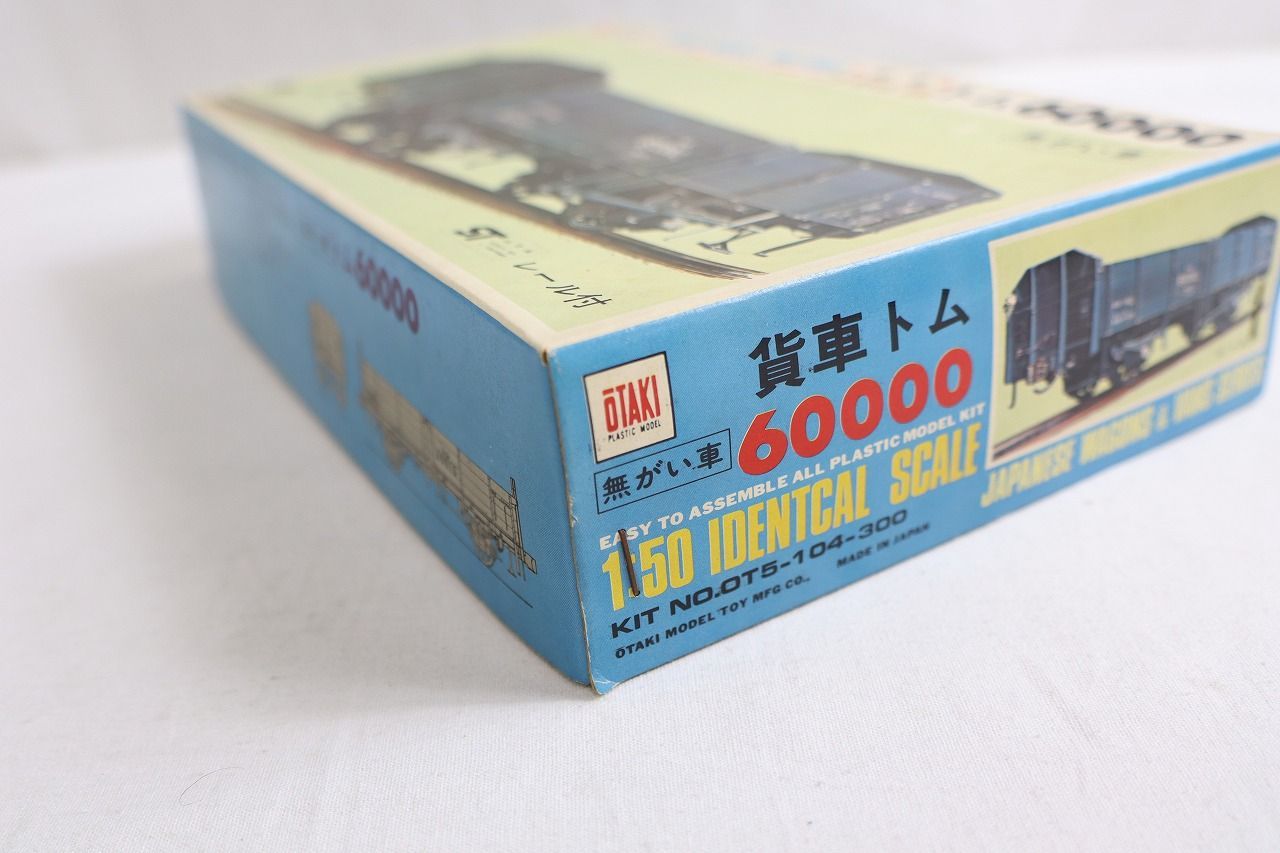 60000
レール付
60000
ŌTAKI
PLASTIC MODEL
貨車トム
60000
無がい車
EASY TO ASSEMBLE ALL PLASTIC MODEL KIT
1:50 IDENTCAL SCALE
JAPANESE WAGONS &
KIT NO.OT5-104-300
ŌTAKI MODEL TOY MFG CO., MADE IN JAPAN